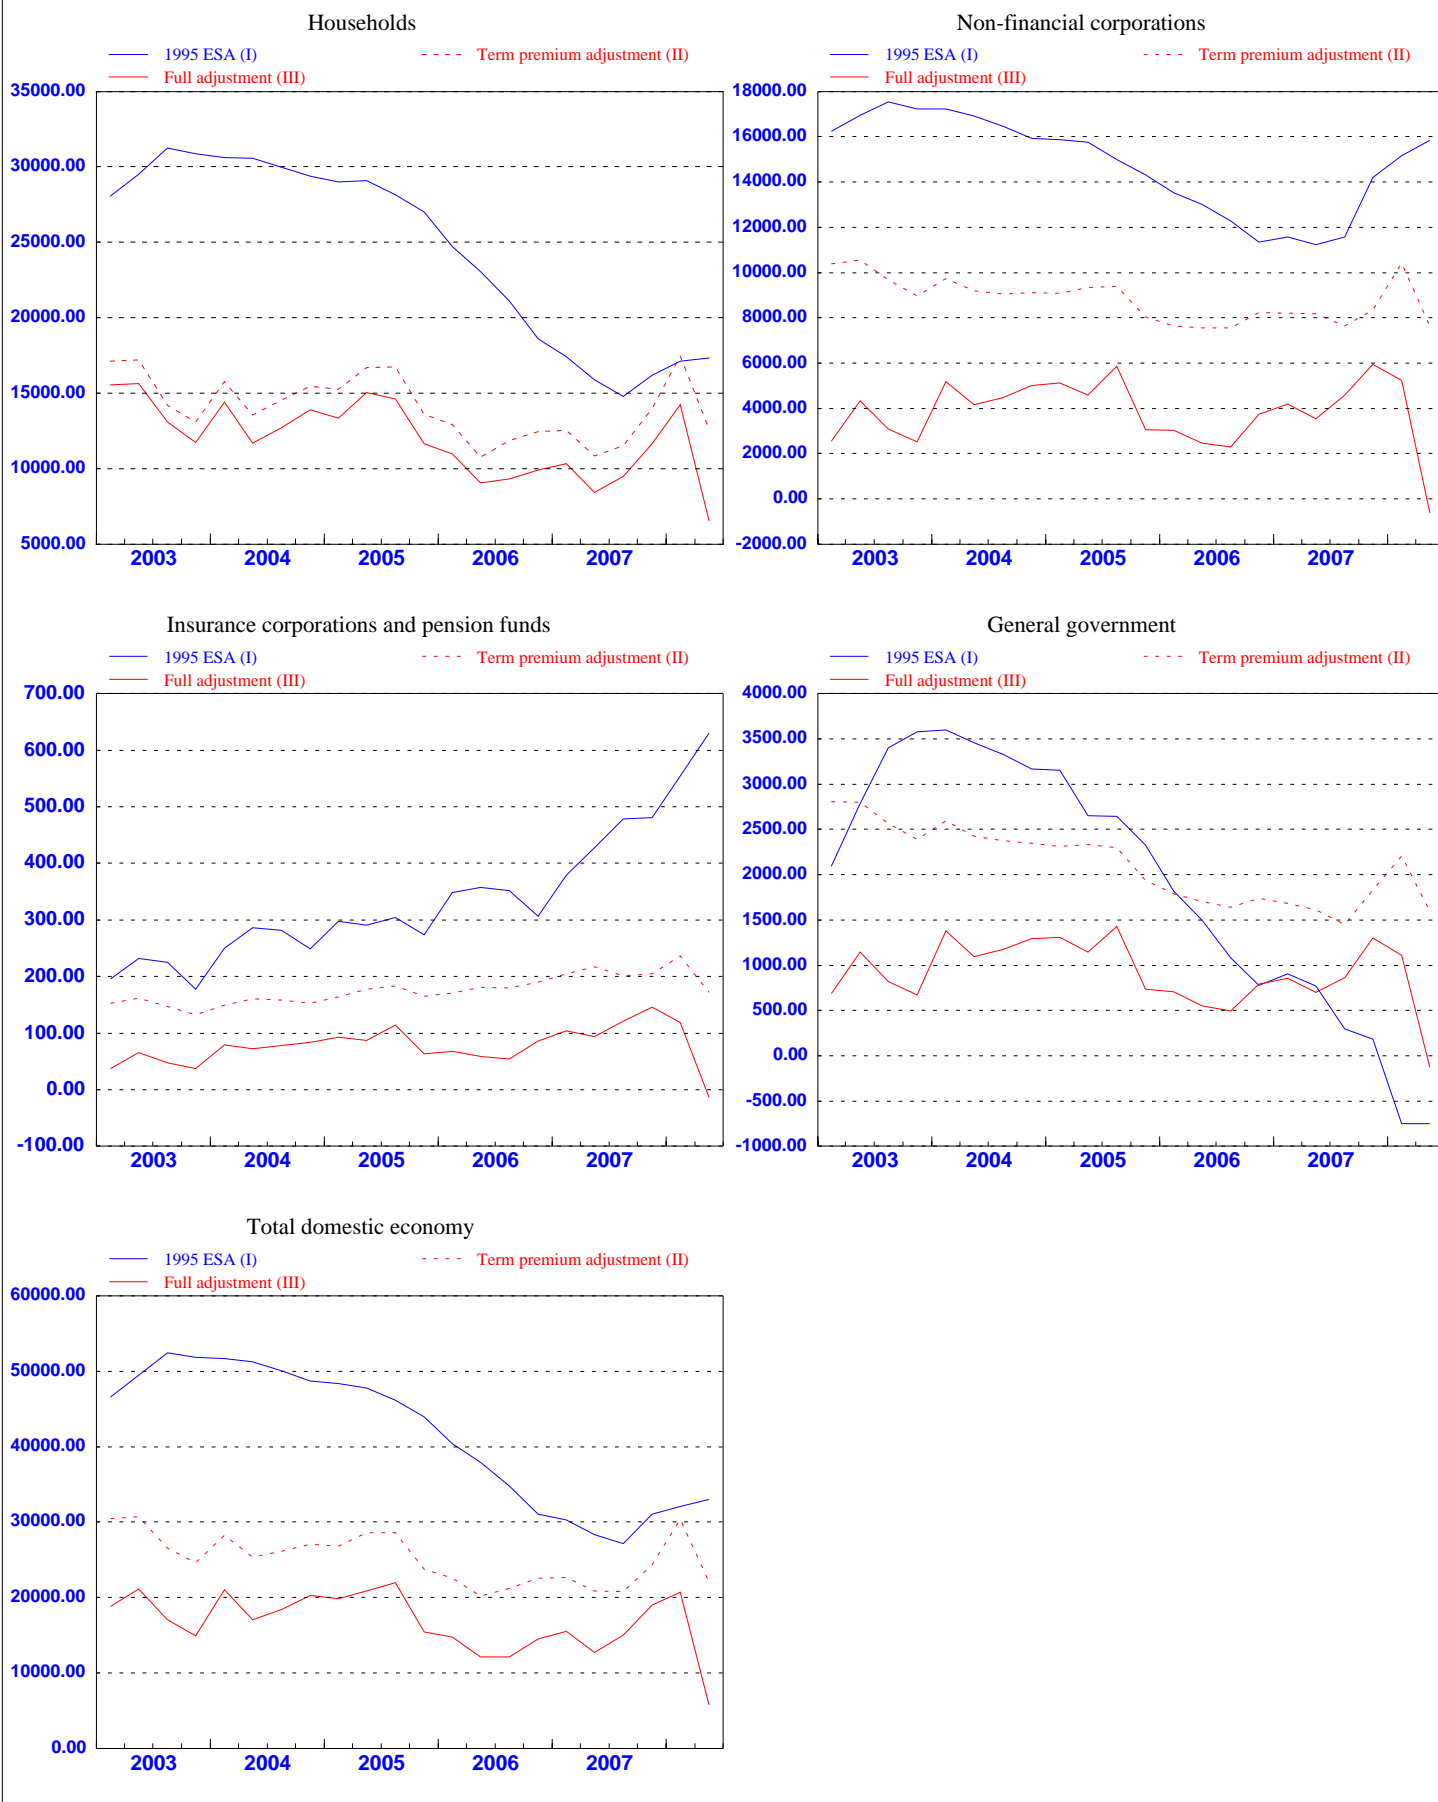 Households
1995 ESA (I) Term premium adjustment (II)
Full adjustment (III)
35000.00
30000.00
25000.00
20000.00
15000.00
10000.00
5000.00
2003 2004 2005 2006 2007
Non-financial corporations
1995 ESA (I) Term premium adjustment (II)
Full adjustment (III)
18000.00
16000.00
14000.00
12000.00
10000.00
8000.00
6000.00
4000.00
2000.00
0.00
-2000.00
2003 2004 2005 2006 2007
Insurance corporations and pension funds
1995 ESA (I) Term premium adjustment (II)
Full adjustment (III)
700.00
600.00
500.00
400.00
300.00
200.00
100.00
0.00
-100.00
2003 2004 2005 2006 2007
General government
1995 ESA (I) Term premium adjustment (II)
Full adjustment (III)
4000.00
3500.00
3000.00
2500.00
2000.00
1500.00
1000.00
500.00
0.00
-500.00
-1000.00
2003 2004 2005 2006 2007
Total domestic economy
1995 ESA (I) Term premium adjustment (II)
Full adjustment (III)
60000.00
50000.00
40000.00
30000.00
20000.00
10000.00
0.00
2003 2004 2005 2006 2007